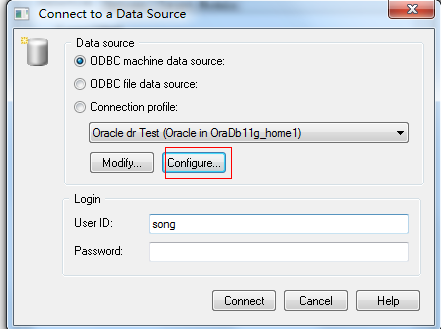 Connect to a Data Source
Data source
ODBC machine data source:
ODBC file data source:
Connection profile:
Oracle dr Test (Oracle in OraDb11g_home1)
Modify... Configure...
Login
User ID: song
Password:
Connect Cancel Help